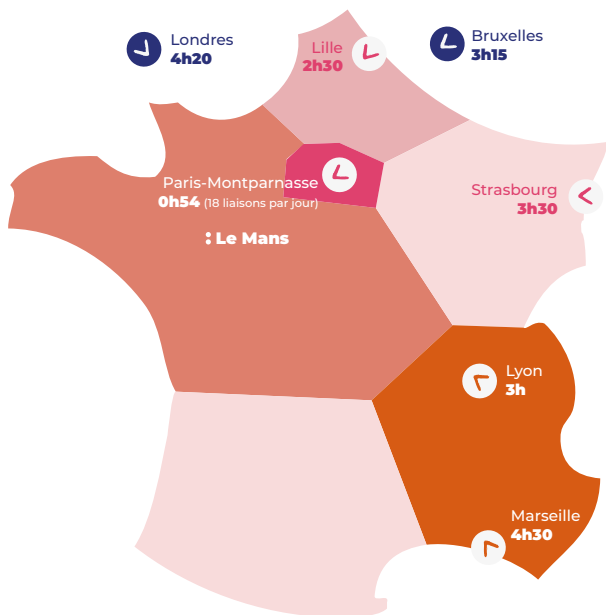 Londres
4h20
Lille
2h30
Bruxelles
3h15
Paris-Montparnasse
0h54 (18 liaisons par jour)
Strasbourg
3h30
: Le Mans
Lyon
3h
Marseille
4h30